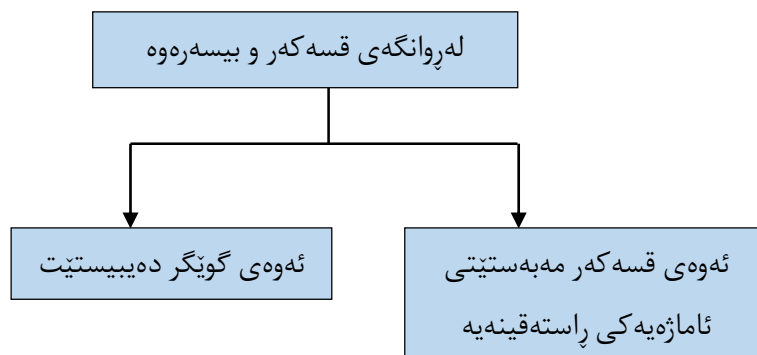 لەڕوانگەی قسەکەر و بیسەرەوە
ئەوەی قسەکەر مەبەستێتی
ئاماژەیەکی ڕاستەقینەیە
ئەوەی گوێگر دەیبیستێت